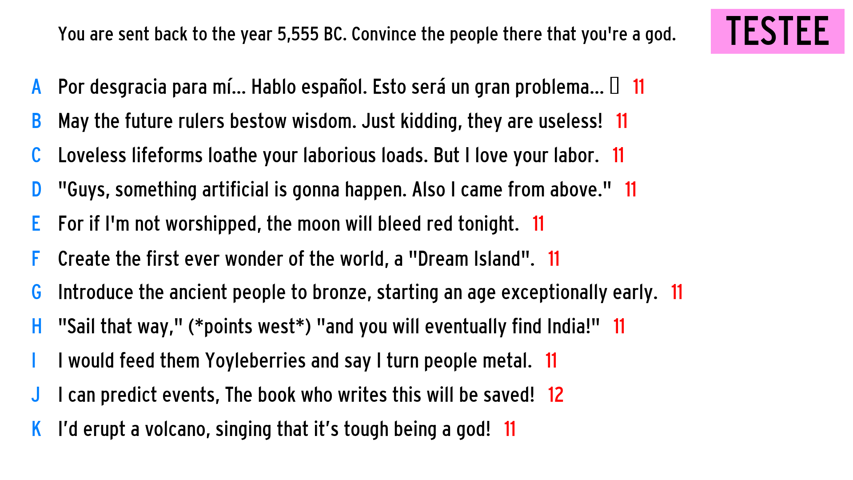 You are sent back to the year 5,555 BC. Convince the people there that you're a god.
TESTEE
A Por desgracia para mí... Hablo español. Esto será un gran problema... 11
B May the future rulers bestow wisdom. Just kidding, they are useless! 11
C Loveless lifeforms loathe your laborious loads. But I love your labor. 11
D "Guys, something artificial is gonna happen. Also I came from above." 11
E For if I'm not worshipped, the moon will bleed red tonight. 11
F Create the first ever wonder of the world, a "Dream Island". 11
G Introduce the ancient people to bronze, starting an age exceptionally early. 11
H "Sail that way," (*points west*) "and you will eventually find India!" 11
I I would feed them Yoyleberries and say I turn people metal. 11
J I can predict events, The book who writes this will be saved! 12
K I’d erupt a volcano, singing that it’s tough being a god! 11